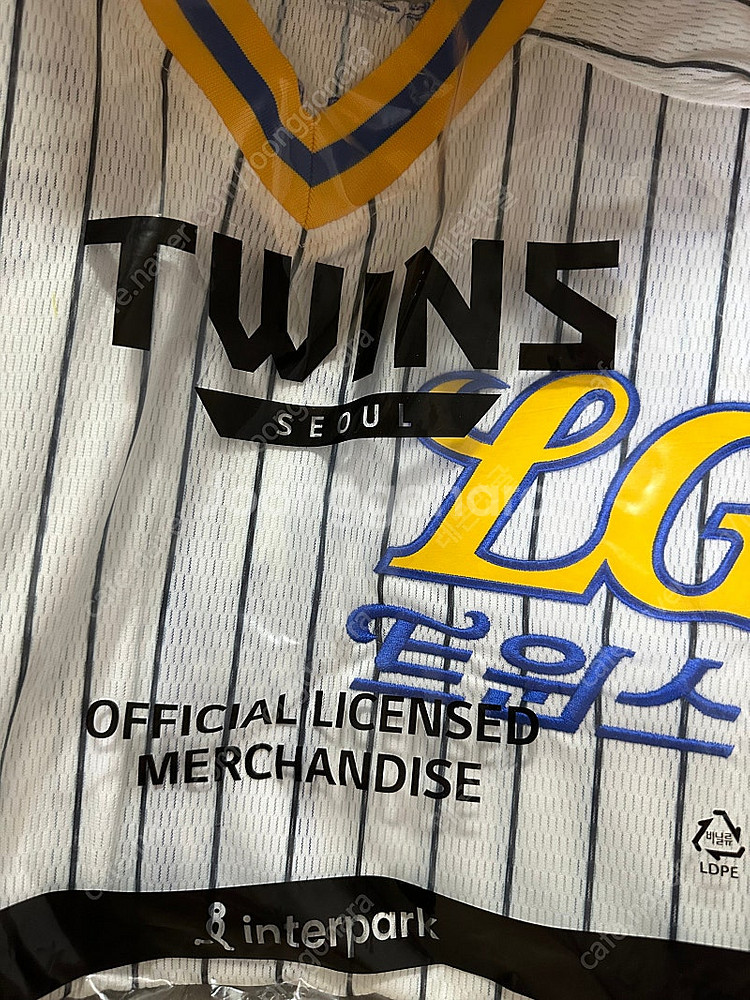 TWINS
SEOUL
LG
트윈스
OFFICIAL LICENSED
MERCHANDISE
비닐류
LDPE
interpark